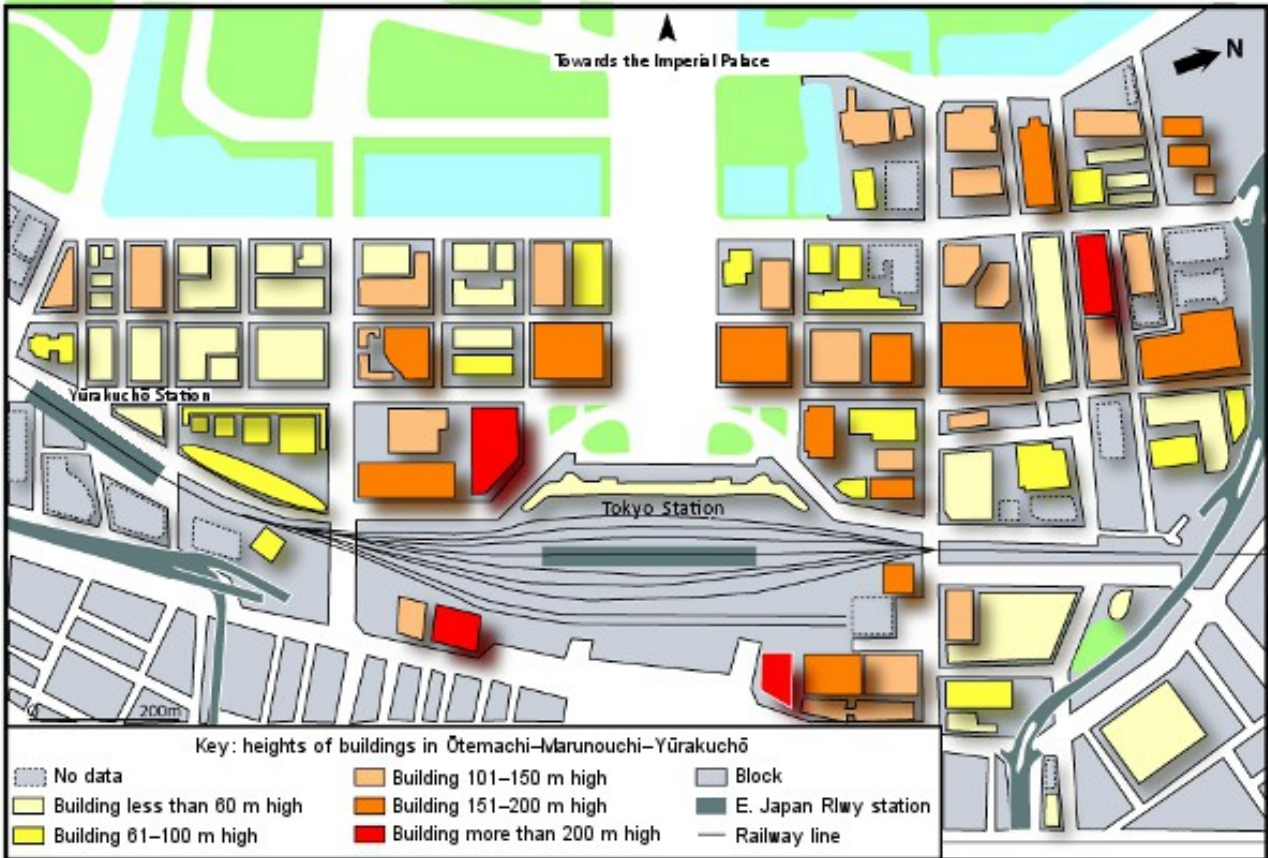 Towards the Imperial Palace
N
Yūrakuchō Station
Tokyo Station
0
200m
Key: heights of buildings in Ōtemachi–Marunouchi–Yūrakuchō
No data
Building less than 60 m high
Building 61–100 m high
Building 101–150 m high
Building 151–200 m high
Building more than 200 m high
Block
E. Japan Rlwy station
Railway line